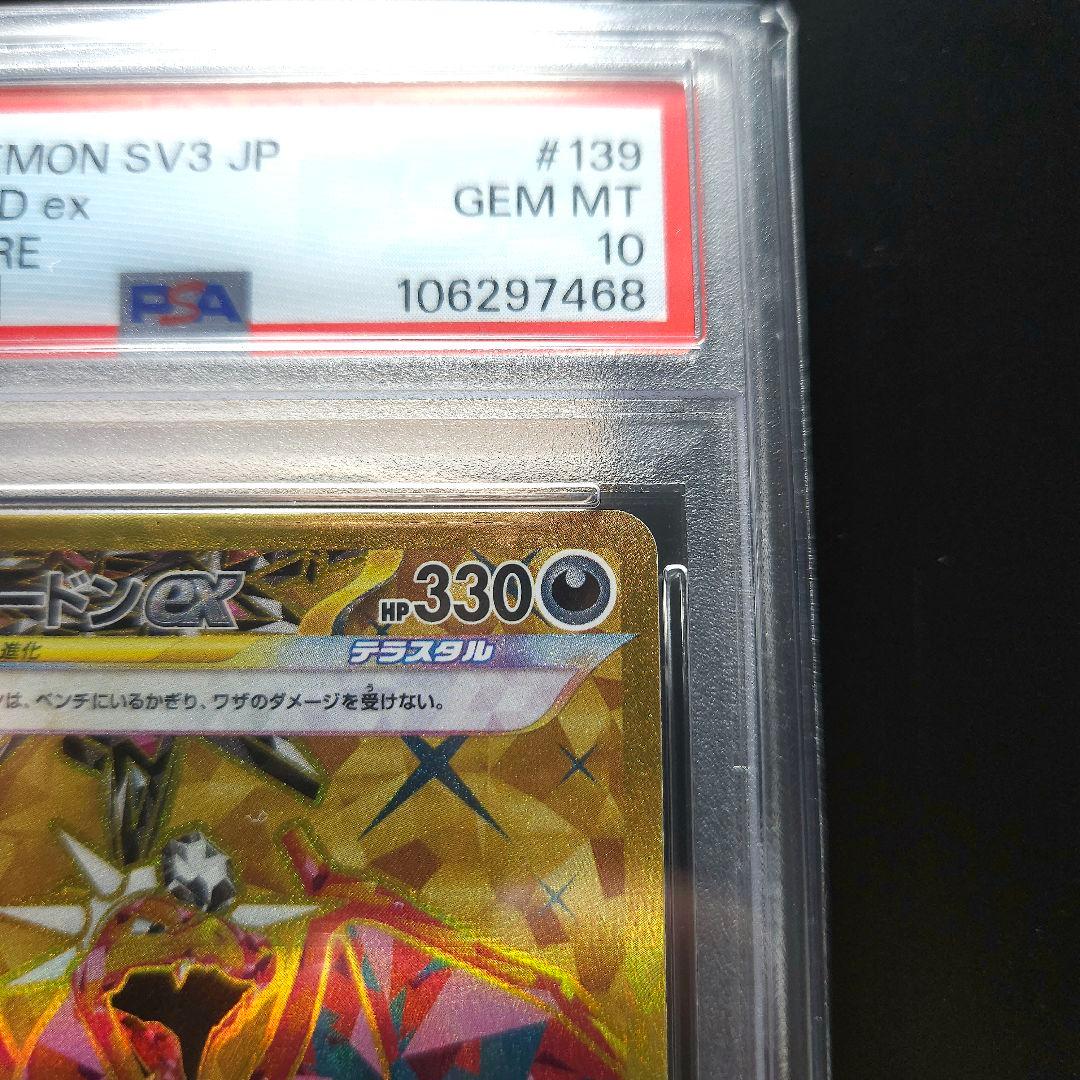 EMON SV3 JP #139
D ex GEM MT
RE 10
PSA 106297468
ードンex HP330
進化 テラスタル
は、ベンチにいるかぎり、ワザのダメージを受けない。